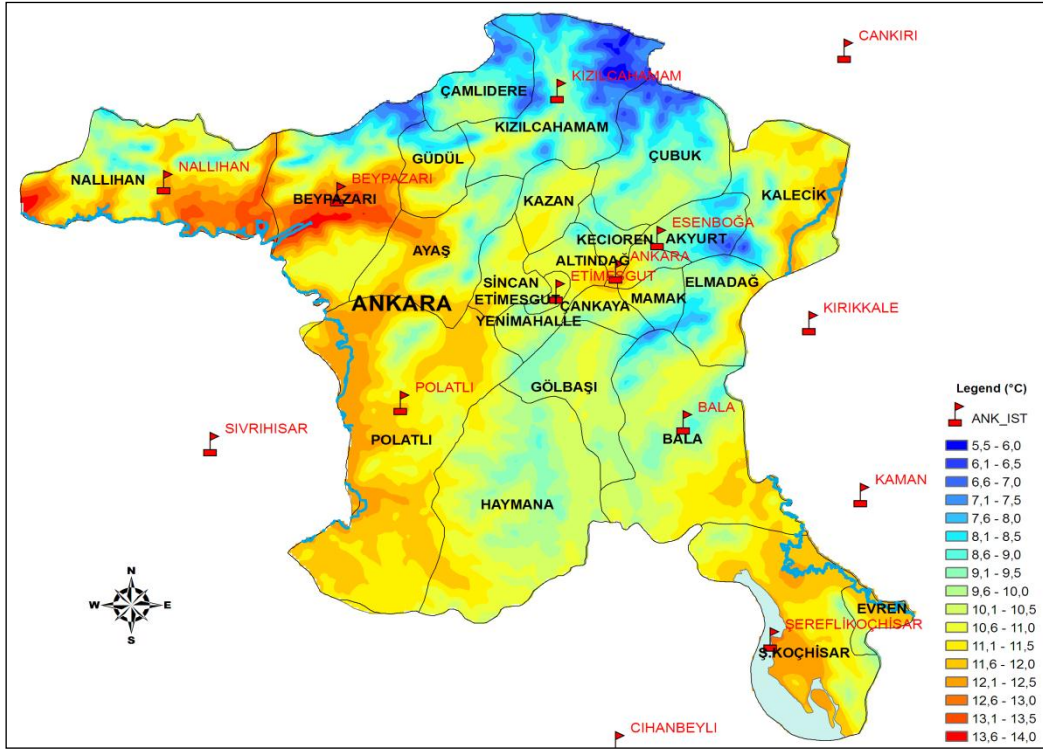 CANKIRI
KIZILCAHAMAM
ÇAMLIDERE
KIZILCAHAMAM
GÜDÜL
ÇUBUK
NALLIHAN
NALLIHAN
BEYPAZARI
BEYPAZARI
KALECİK
KAZAN
ESENBOĞA
KECIOREN
AKYURT
AYAŞ
ALTINDAĞ
ANKARA
ETİMESGUT
ELMADAĞ
SİNCAN
ETİMESGUT
MAMAK
ANKARA
ÇANKAYA
YENİMAHALLE
KIRIKKALE
GÖLBAŞI
POLATLI
BALA
POLATLI
BALA
SIVRIHISAR
KAMAN
HAYMANA
EVREN
ŞEREFLİKOÇHİSAR
Ş.KOÇHİSAR
CIHANBEYLI
N
W E
S
Legend (°C)
ANK_IST
5,5 - 6,0
6,1 - 6,5
6,6 - 7,0
7,1 - 7,5
7,6 - 8,0
8,1 - 8,5
8,6 - 9,0
9,1 - 9,5
9,6 - 10,0
10,1 - 10,5
10,6 - 11,0
11,1 - 11,5
11,6 - 12,0
12,1 - 12,5
12,6 - 13,0
13,1 - 13,5
13,6 - 14,0